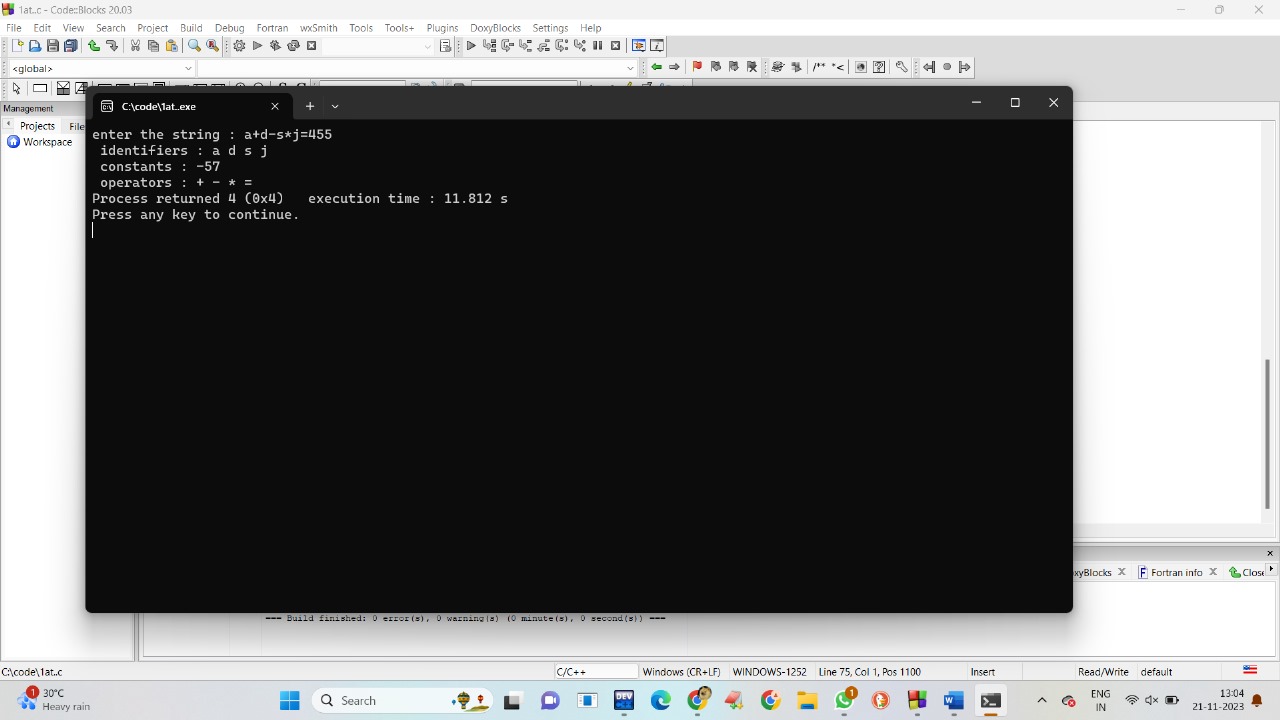 1at..c - Code::Blocks 20.03
File Edit View Search Project Build Debug Fortran wxSmith Tools Tools+ Plugins DoxyBlocks Settings Help
<global>
Management
Projects File
Workspace
C:\code\1at..exe
enter the string : a+d-s*j=455
identifiers : a d s j
constants : -57
operators : + - * =
Process returned 4 (0x4) execution time : 11.812 s
Press any key to continue.
xyBlocks Fortran info Close
=== Build finished: 0 error(s), 0 warning(s) (0 minute(s), 0 second(s)) ===
C:\code\1at..c C/C++ Windows (CR+LF) WINDOWS-1252 Line 75, Col 1, Pos 1100 Insert Read/Write default
1 30°C
Heavy rain
Search
DEV
1
ENG
IN
13:04
21-11-2023